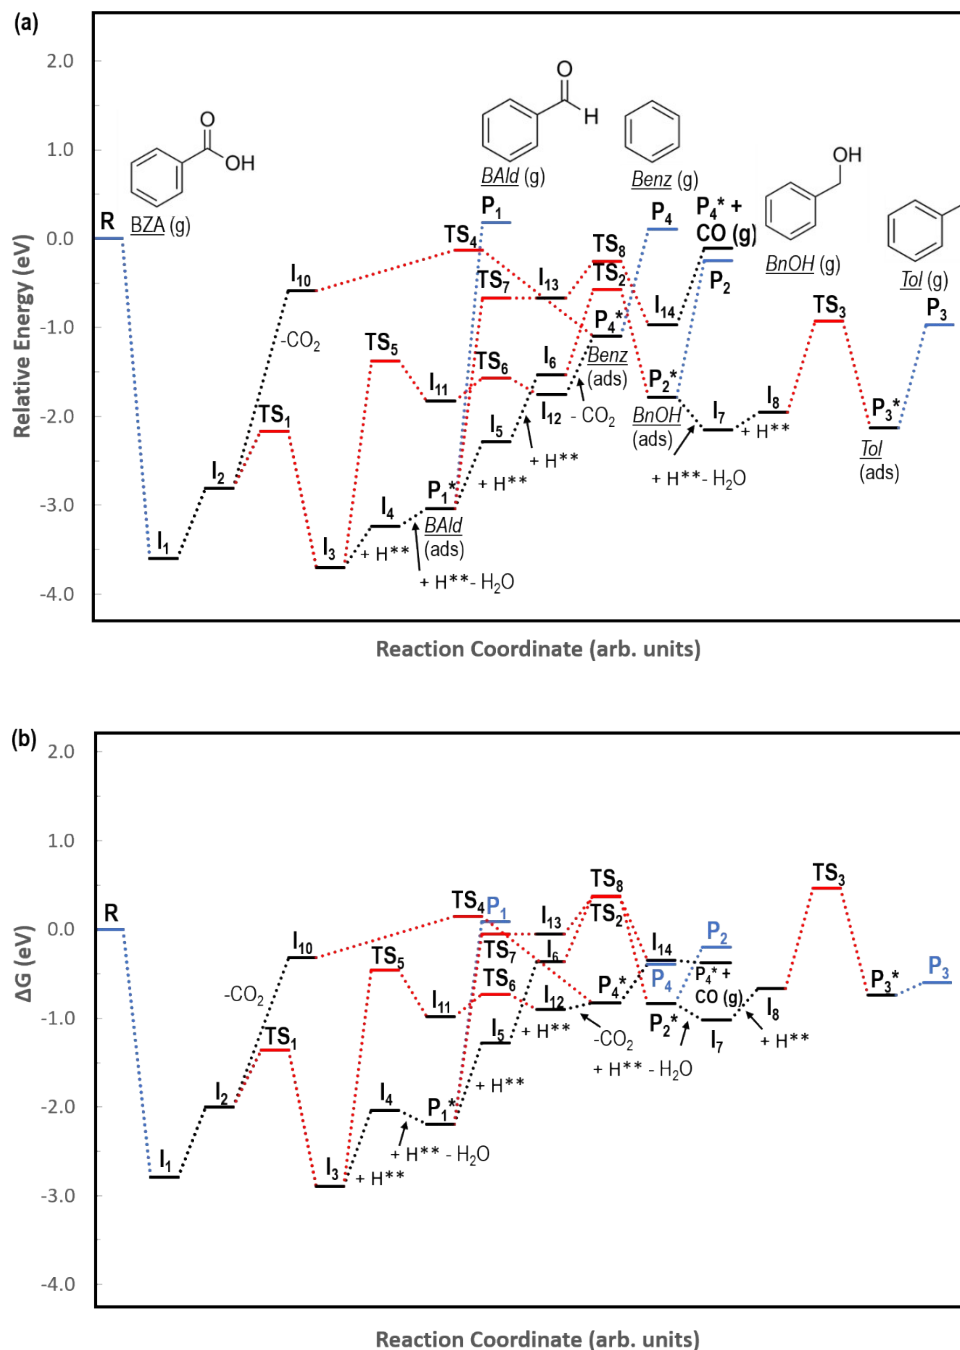 (a)
2.0
1.0
0.0
-1.0
-2.0
-3.0
-4.0
Relative Energy (eV)
R
BZA (g)
O
OH
O
H
BAld (g)
P₁
Benz (g)
P₄
P₄* +
CO (g)
P₂
OH
BnOH (g)
Tol (g)
P₃
TS₄
I₁₀
-CO₂
TS₇
I₁₃
TS₈
TS₂
I₁₄
TS₃
TS₅
TS₆
I₆
P₄*
Benz
(ads)
I₁₁
I₁₂
- CO₂
P₂*
BnOH
(ads)
I₇
I₈
+ H**
P₃*
Tol
(ads)
TS₁
I₅
+ H**
+ H**
+ H**- H₂O
I₂
I₁
I₃
I₄
P₁*
BAld
(ads)
+ H**
+ H**- H₂O
Reaction Coordinate (arb. units)
(b)
2.0
1.0
0.0
-1.0
-2.0
-3.0
-4.0
ΔG (eV)
R
TS₄
P₁
I₁₃
TS₈
TS₂
TS₃
I₁₀
-CO₂
TS₇
I₆
I₁₄
P₂
TS₅
TS₆
P₄*
P₄
P₄* +
CO (g)
I₈
P₃*
P₃
I₁₁
I₁₂
+ H**
-CO₂
P₂*
I₇
+ H**
TS₁
I₅
+ H**
+ H** - H₂O
I₂
I₄
P₁*
I₁
I₃
+ H**
+ H** - H₂O
Reaction Coordinate (arb. units)